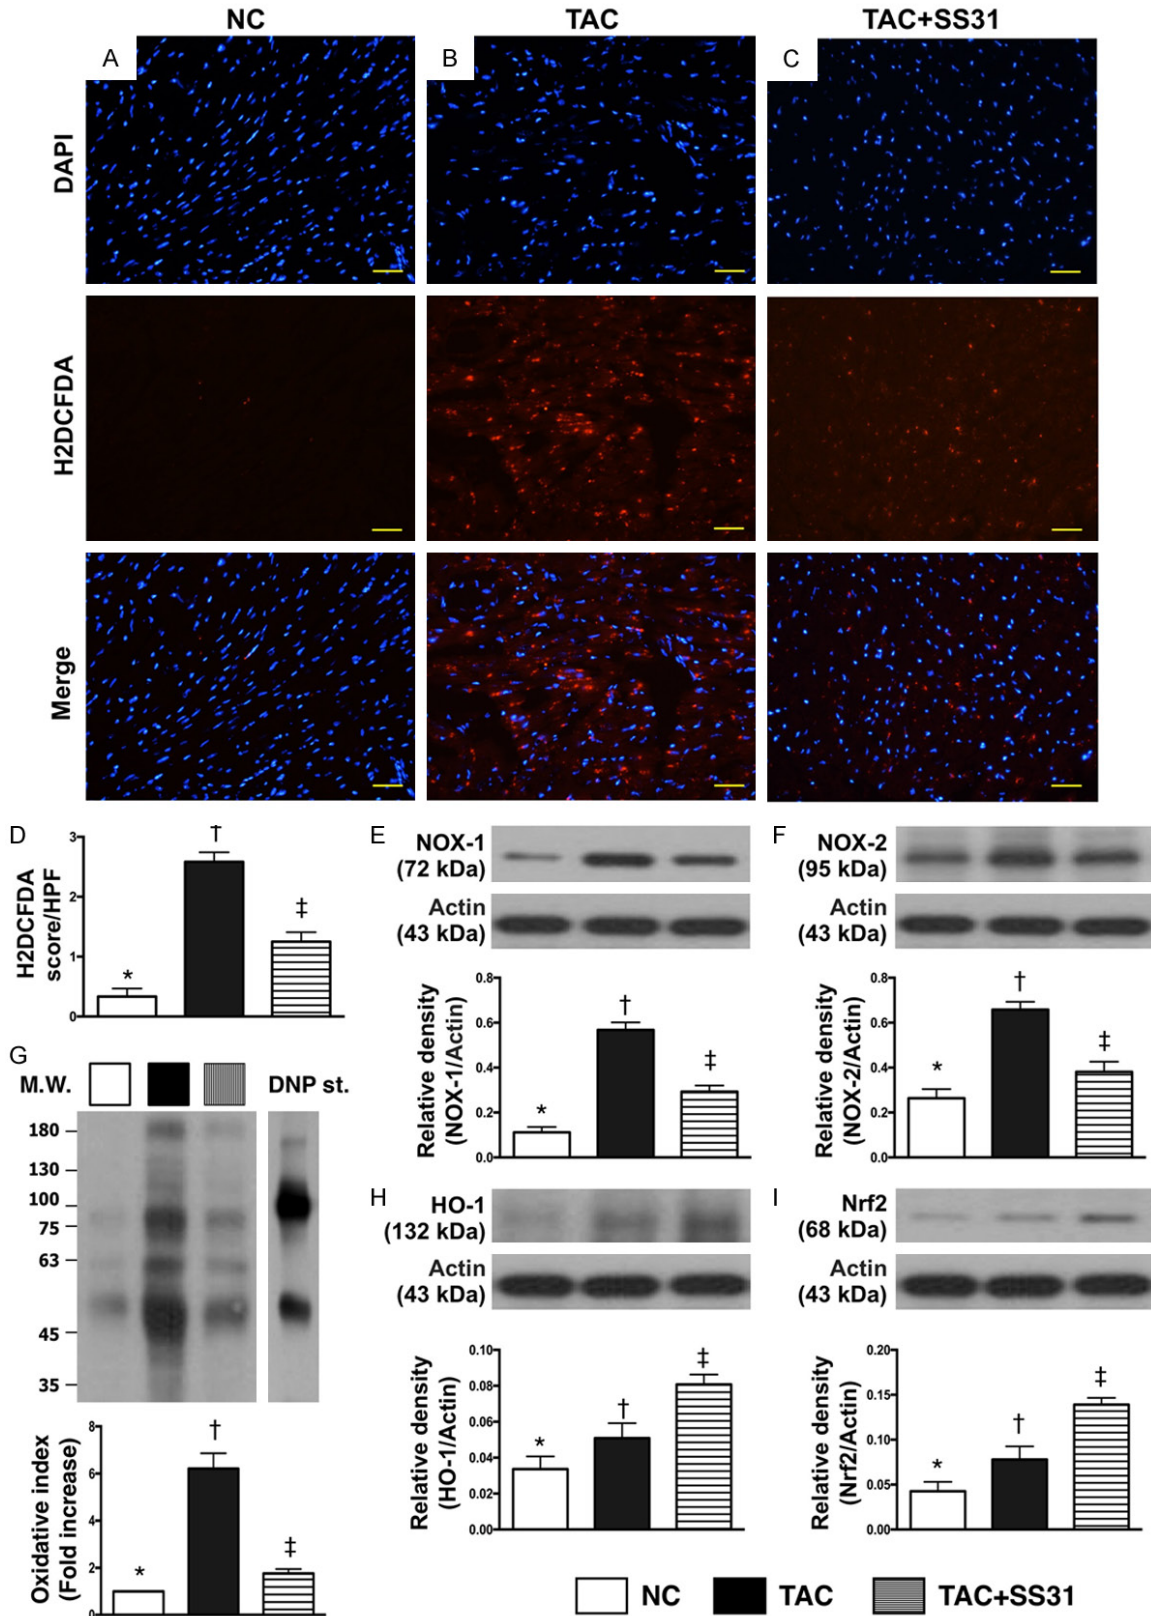 NC TAC TAC+SS31
A B C
DAPI
H2DCFDA
Merge
D
H2DCFDA
score/HPF
3
2
1
0
* † ‡
E
NOX-1
(72 kDa)
Actin
(43 kDa)
Relative density
(NOX-1/Actin)
0.8
0.6
0.4
0.2
0.0
* † ‡
F
NOX-2
(95 kDa)
Actin
(43 kDa)
Relative density
(NOX-2/Actin)
0.8
0.6
0.4
0.2
0.0
* † ‡
G
M.W. DNP st.
180
130
100
75
63
45
35
Oxidative index
(Fold increase)
8
6
4
2
0
* † ‡
H
HO-1
(132 kDa)
Actin
(43 kDa)
Relative density
(HO-1/Actin)
0.10
0.08
0.06
0.04
0.02
0.00
* † ‡
I
Nrf2
(68 kDa)
Actin
(43 kDa)
Relative density
(Nrf2/Actin)
0.20
0.15
0.10
0.05
0.00
* † ‡
NC TAC TAC+SS31